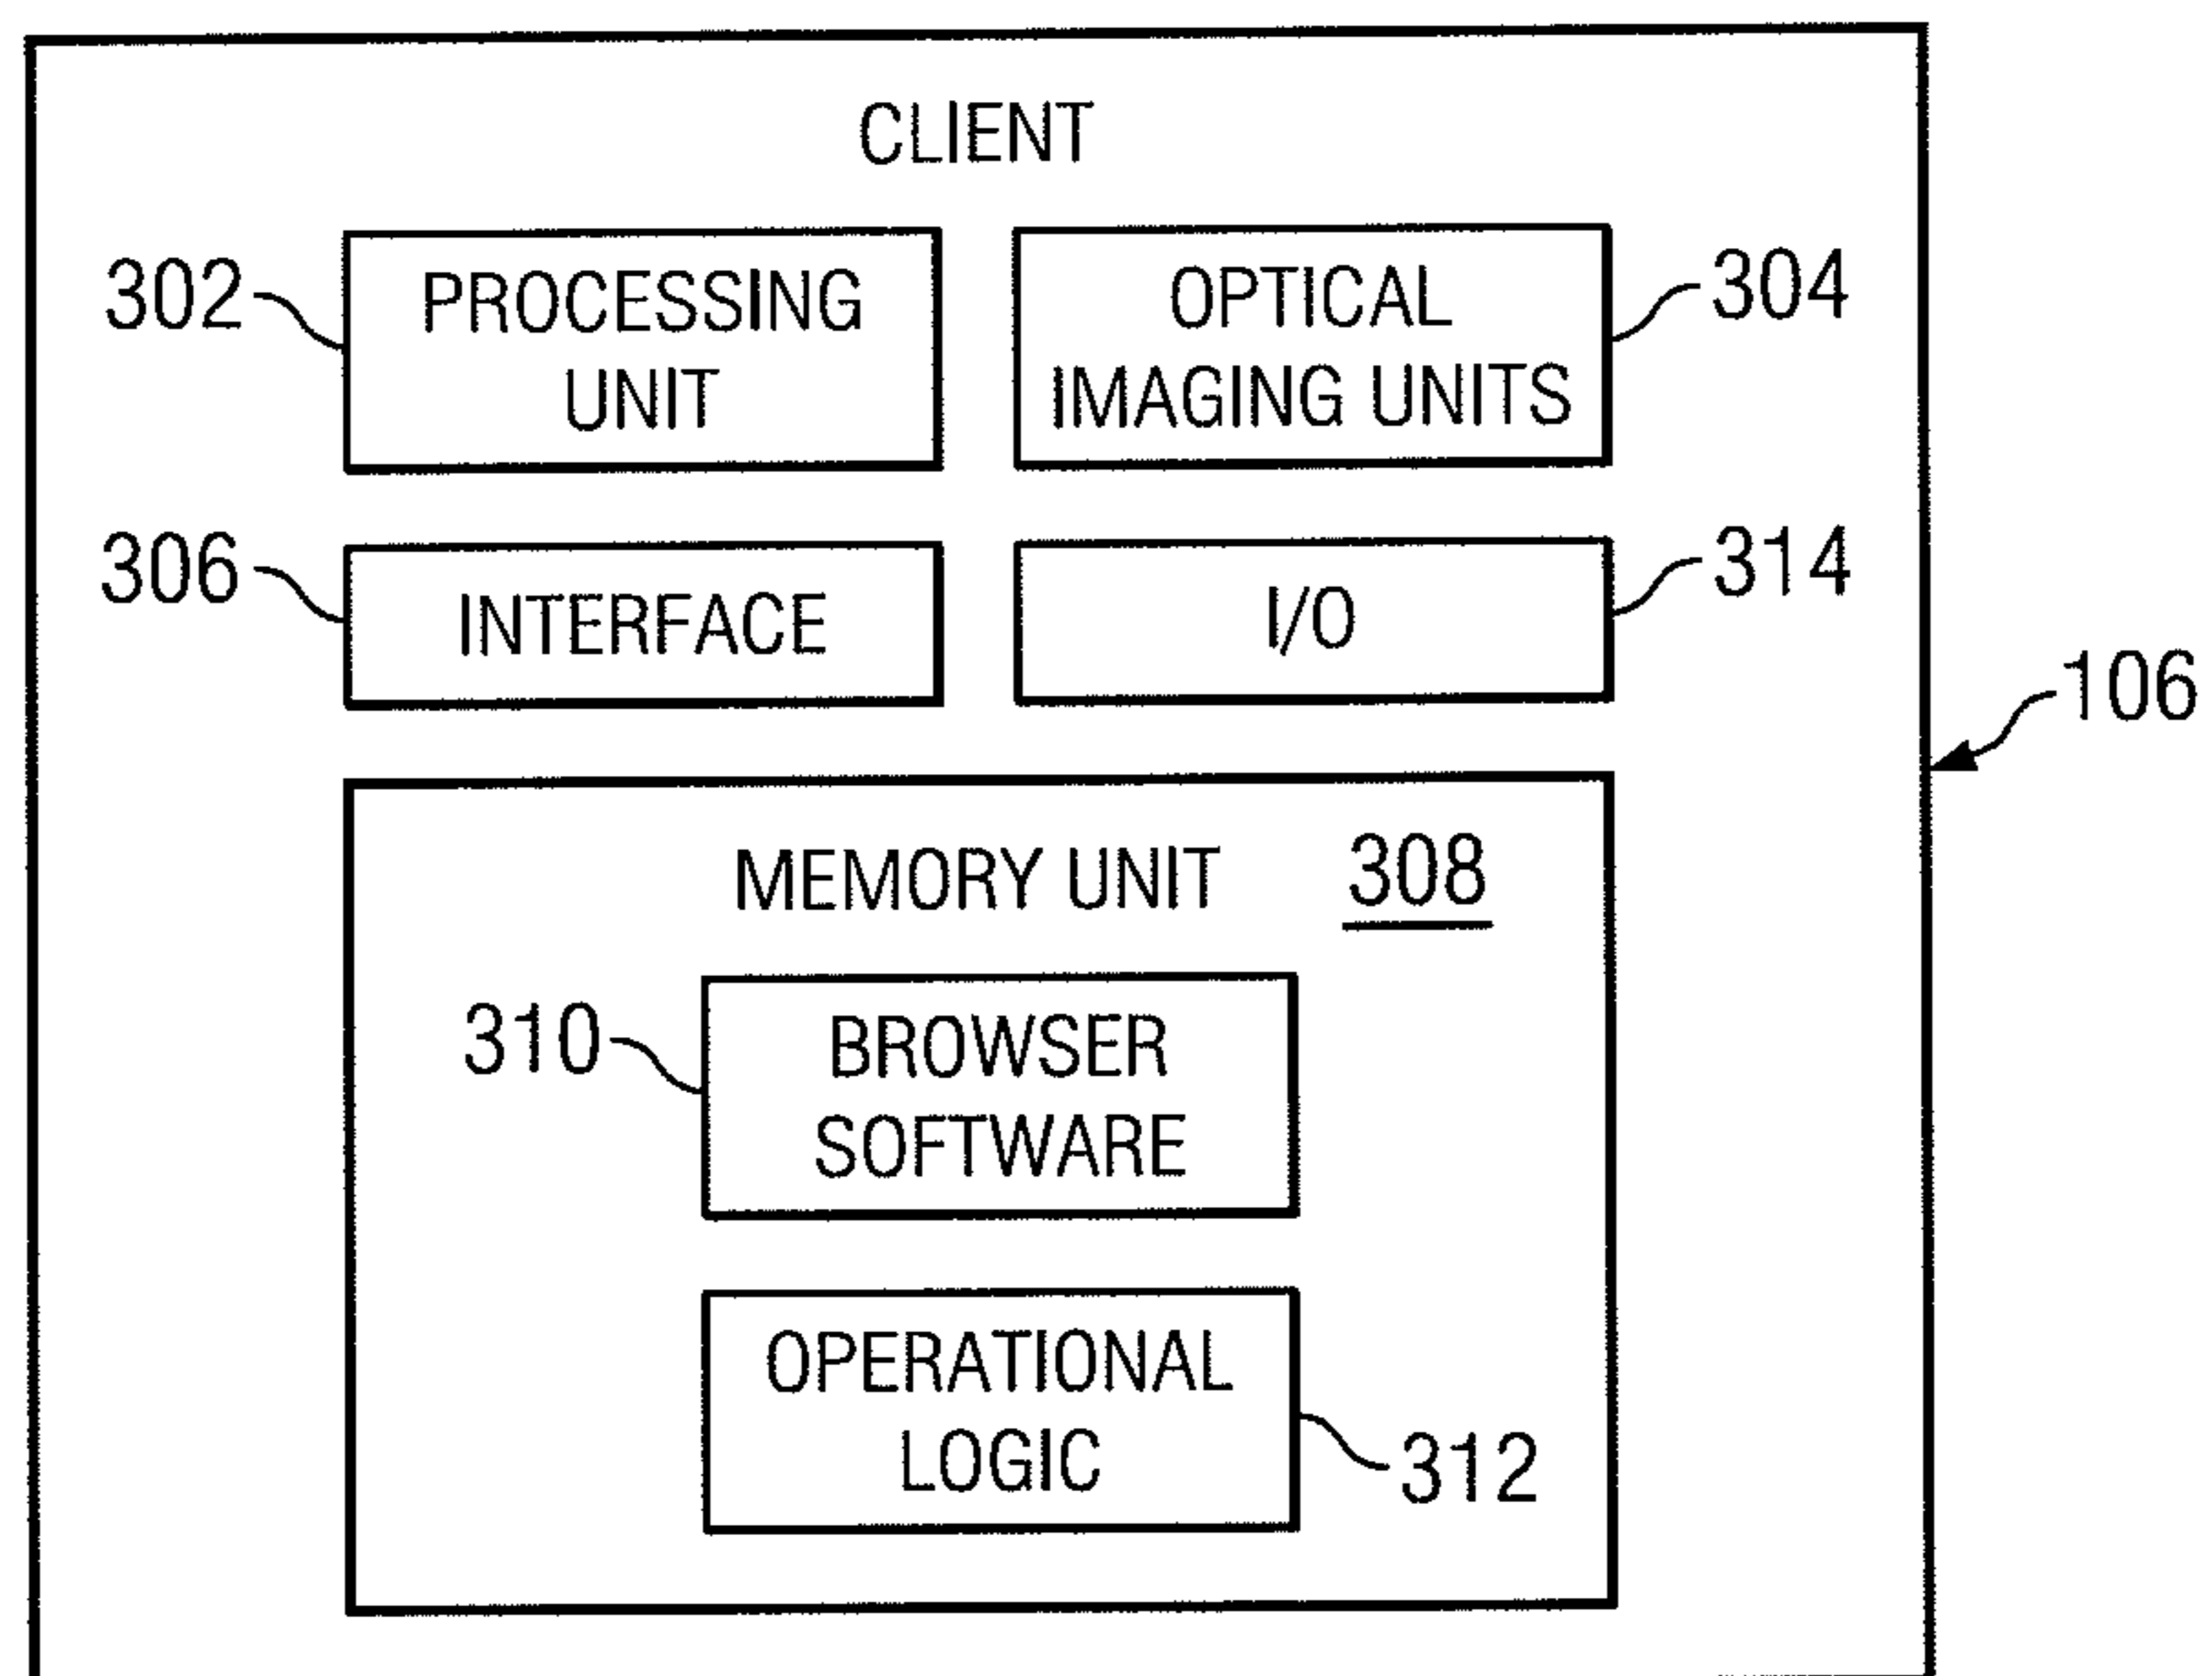 CLIENT
302
PROCESSING
UNIT
OPTICAL
IMAGING UNITS
304
306
INTERFACE
I/O
314
106
MEMORY UNIT
308
310
BROWSER
SOFTWARE
OPERATIONAL
LOGIC
312